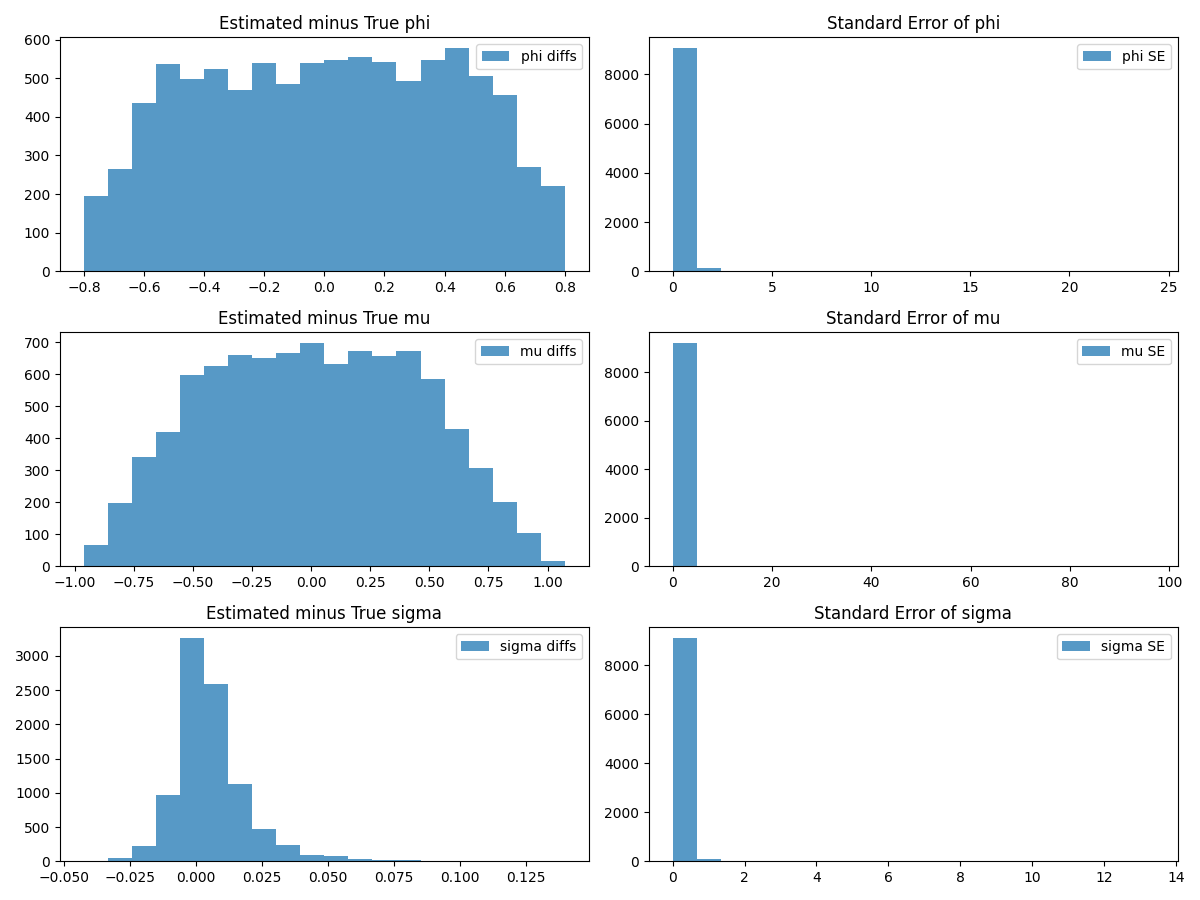 Estimated minus True phi
phi diffs
600
500
400
300
200
100
0
−0.8 −0.6 −0.4 −0.2 0.0 0.2 0.4 0.6 0.8
Standard Error of phi
phi SE
8000
6000
4000
2000
0
0 5 10 15 20 25
Estimated minus True mu
mu diffs
700
600
500
400
300
200
100
0
−1.00 −0.75 −0.50 −0.25 0.00 0.25 0.50 0.75 1.00
Standard Error of mu
mu SE
8000
6000
4000
2000
0
0 20 40 60 80 100
Estimated minus True sigma
sigma diffs
3000
2500
2000
1500
1000
500
0
−0.050 −0.025 0.000 0.025 0.050 0.075 0.100 0.125
Standard Error of sigma
sigma SE
8000
6000
4000
2000
0
0 2 4 6 8 10 12 14